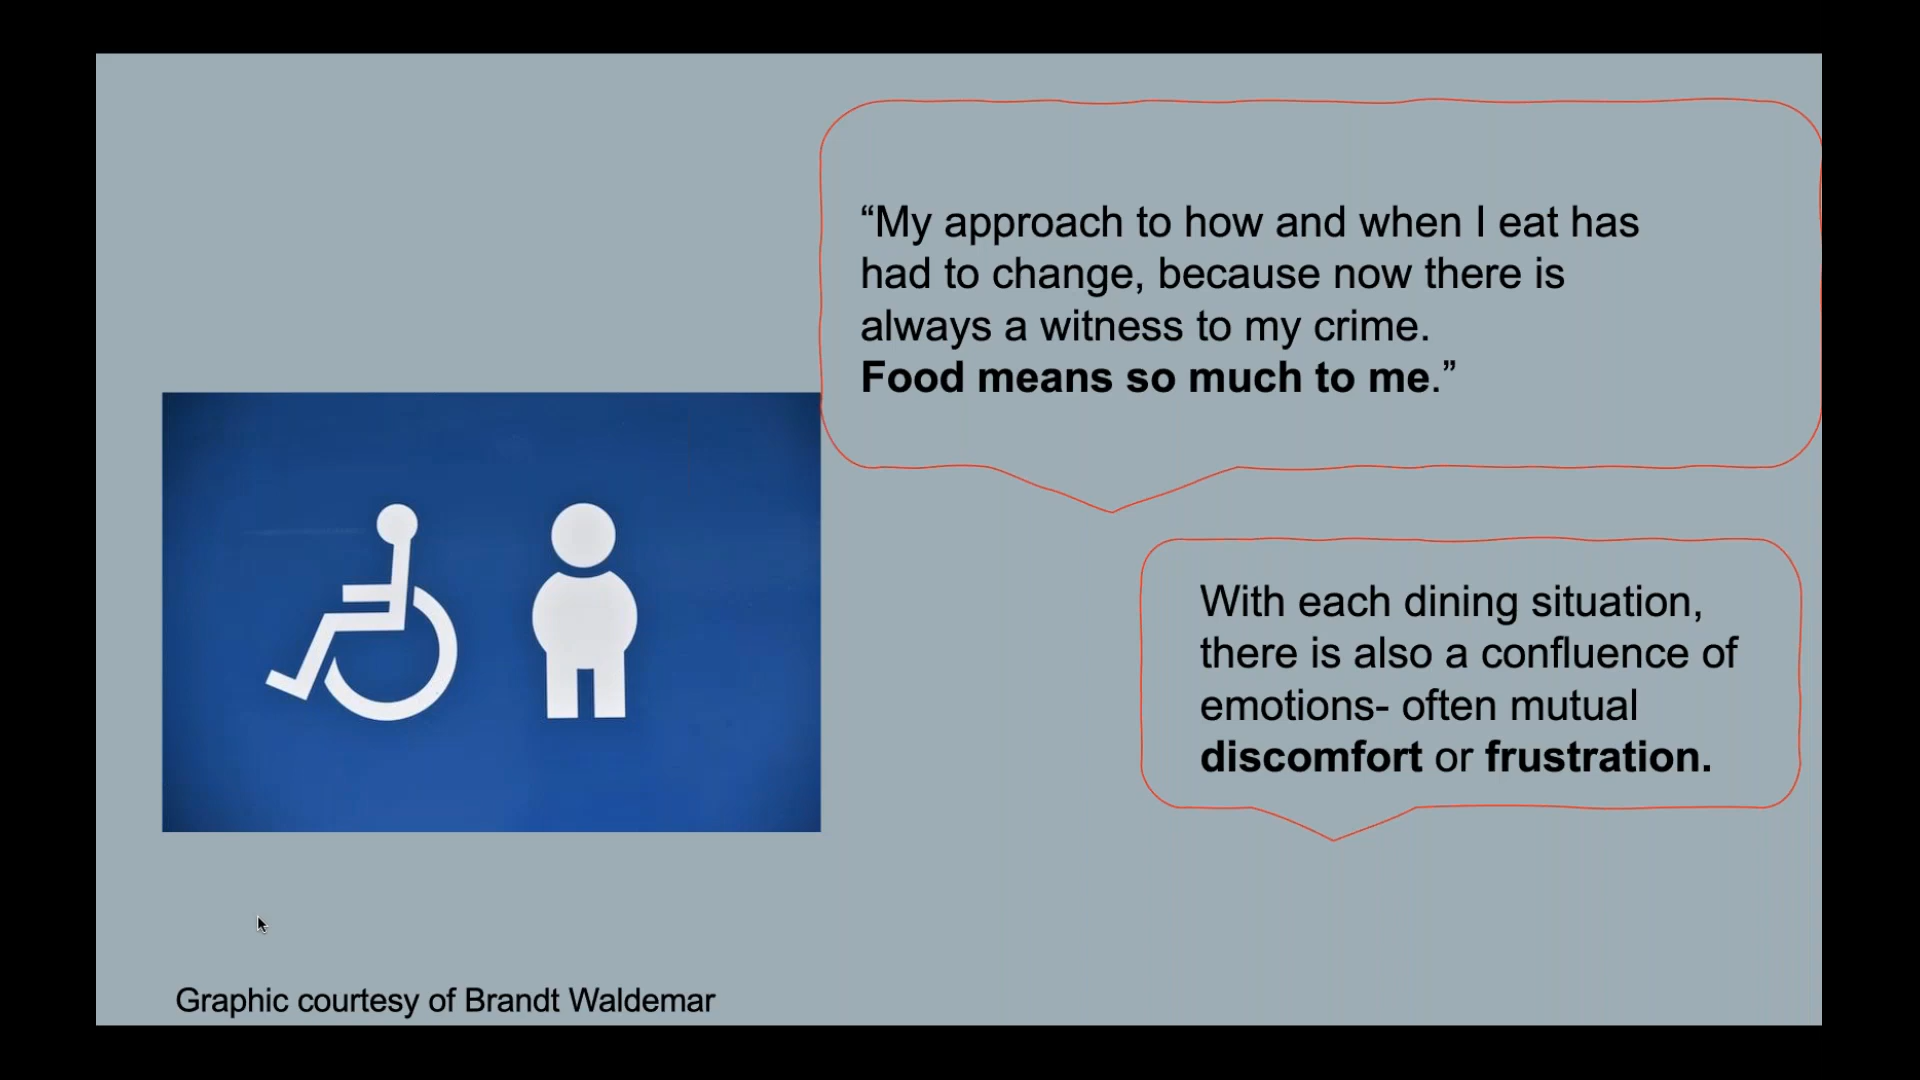 “My approach to how and when I eat has
had to change, because now there is
always a witness to my crime.
Food means so much to me.”
With each dining situation,
there is also a confluence of
emotions- often mutual
discomfort or frustration.
Graphic courtesy of Brandt Waldemar